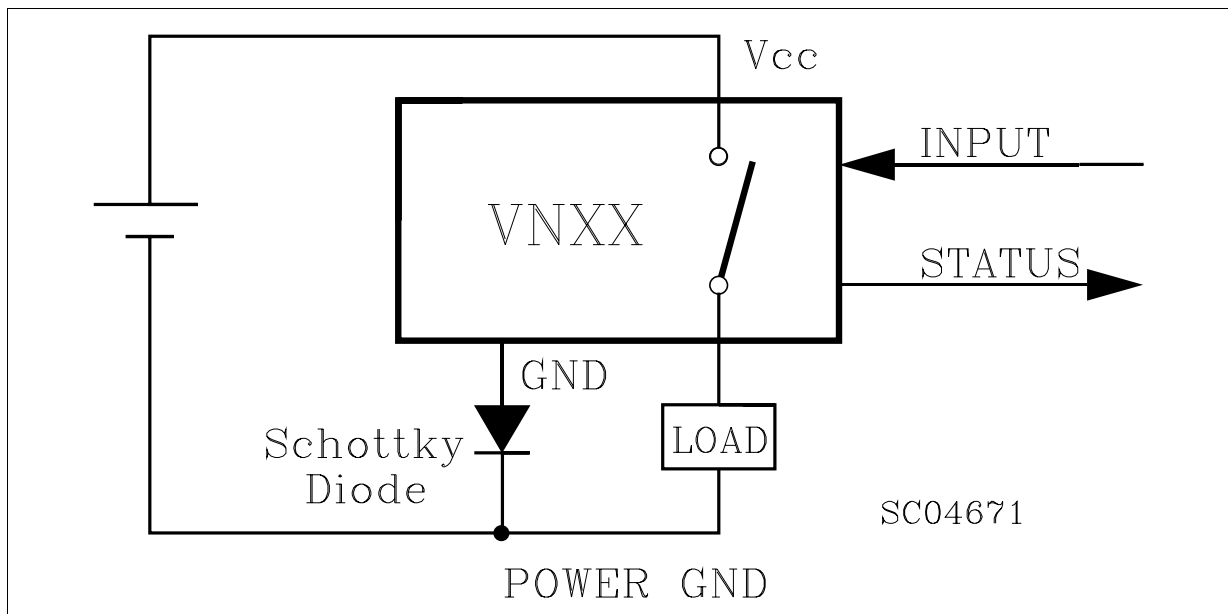 Vcc
INPUT
VNXX
STATUS
GND
Schottky
Diode
LOAD
SC04671
POWER GND